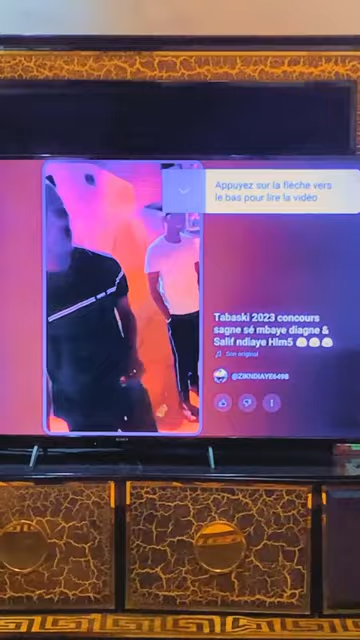 Appuyez sur la flèche vers
le bas pour lire la vidéo
Tabaski 2023 concours
sagne sé mbaye diagne &
Salif ndiaye Hlm5
Son original
@ZIKNDIAYE6498
SONY